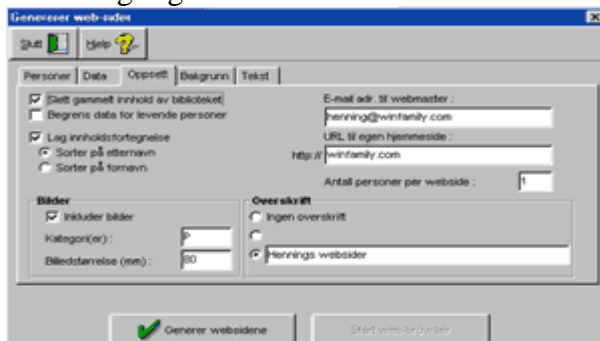 Genererer web-sider
Slutt Hjelp
Personer Data Oppsett Bakgrunn Tekst
Slett gammelt innhold av biblioteket
Begrens data for levende personer
Lag innholdsfortegnelse
Sorter på etternavn
Sorter på fornavn
E-mail adr. til webmaster :
henning@winfamily.com
URL til egen hjemmeside :
http:// winfamily.com
Antall personer per webside : 1
Bilder
Inkluder bilder
Kategori(er) : P
Billedstørrelse (mm) : 80
Overskrift
Ingen overskrift
Hennings websider
Generer websidene
Start web-browser